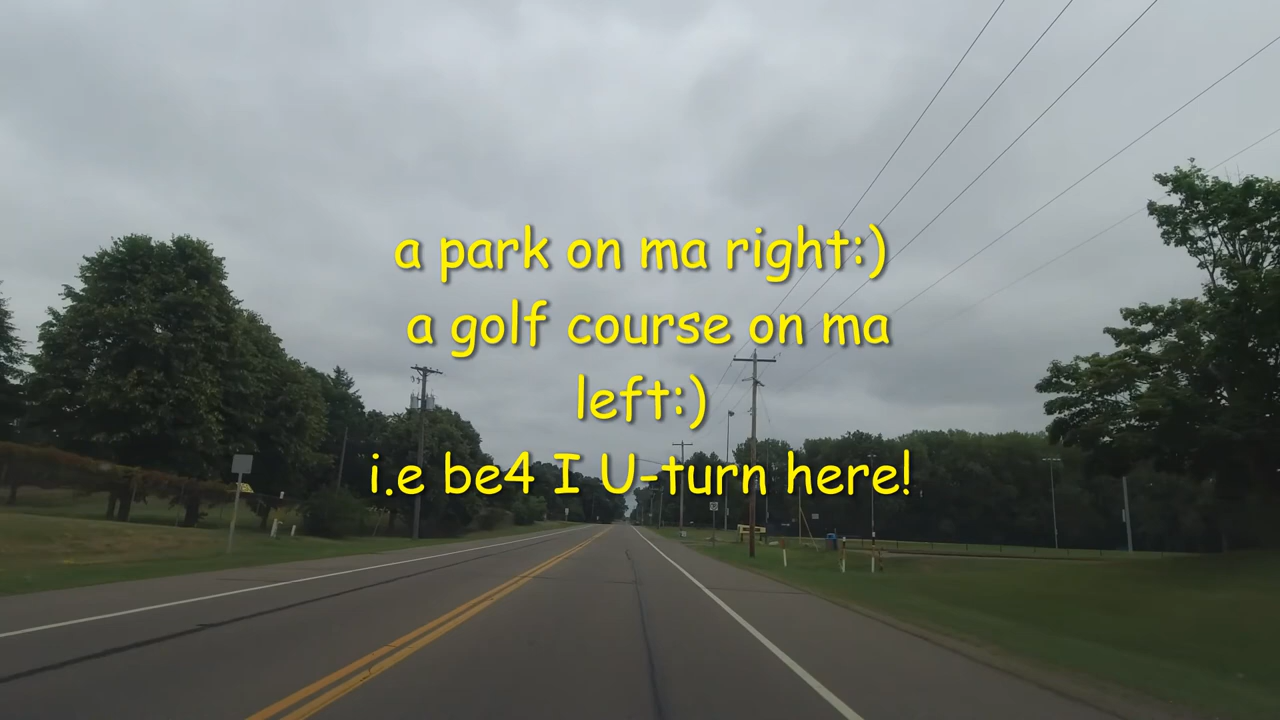 a park on ma right:)
a golf course on ma
left:)
i.e be4 I U-turn here!